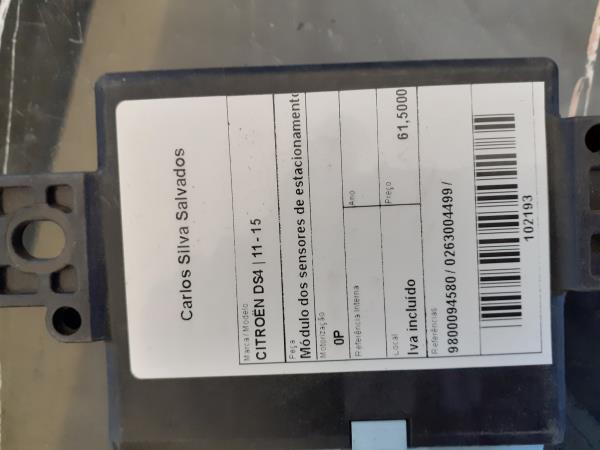 Carlos Silva Salvados
Marca / Modelo
CITROËN DS4 | 11 - 15
Peça
Módulo dos sensores de estacionamento
Motorização
0P
Ano
Referência Interna
Preço
61,5000
Local
Iva incluído
Referências
9800094580 / 0263004499 /
102193